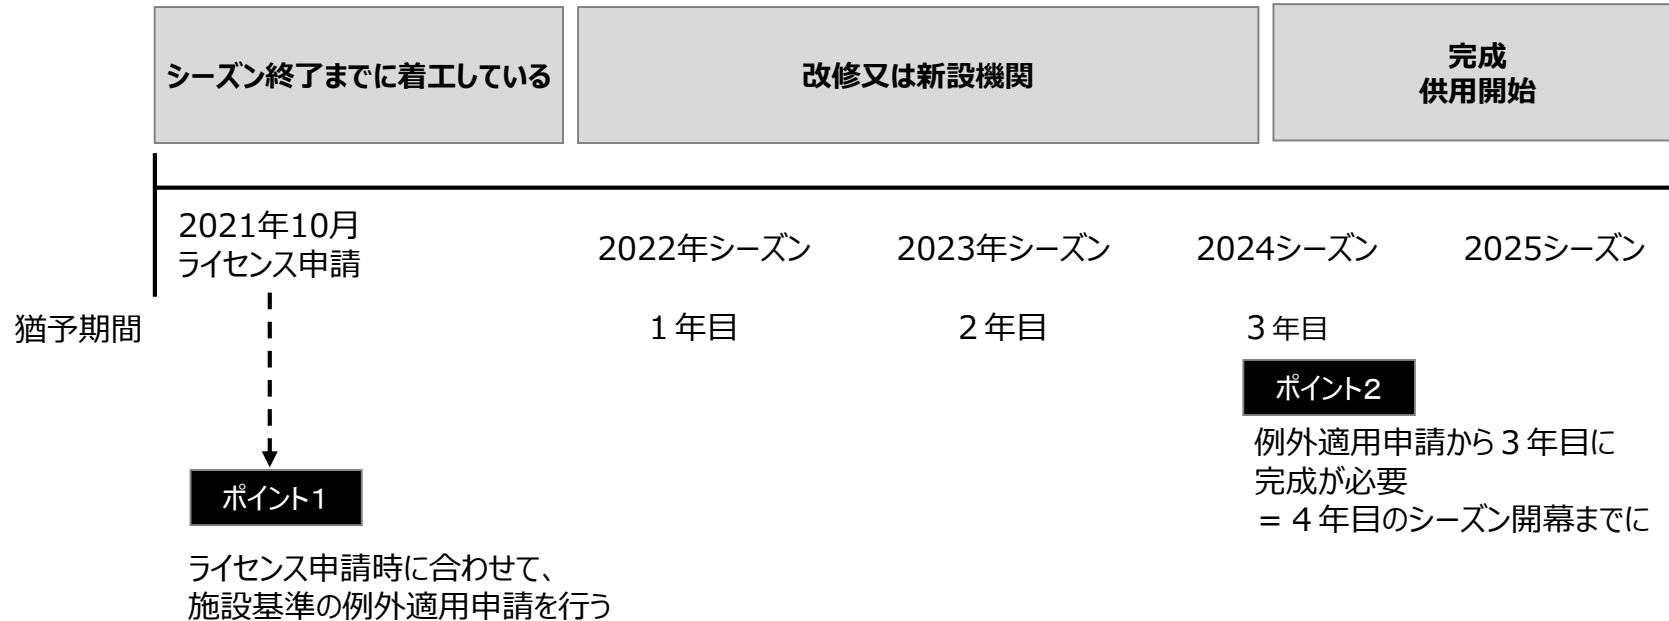 シーズン終了までに着工している
改修又は新設機関
完成
供用開始
2021年10月
ライセンス申請
2022年シーズン
2023年シーズン
2024シーズン
2025シーズン
猶予期間
１年目
２年目
３年目
ポイント2
例外適用申請から３年目に
完成が必要
＝４年目のシーズン開幕までに
ポイント1
ライセンス申請時に合わせて、
施設基準の例外適用申請を行う